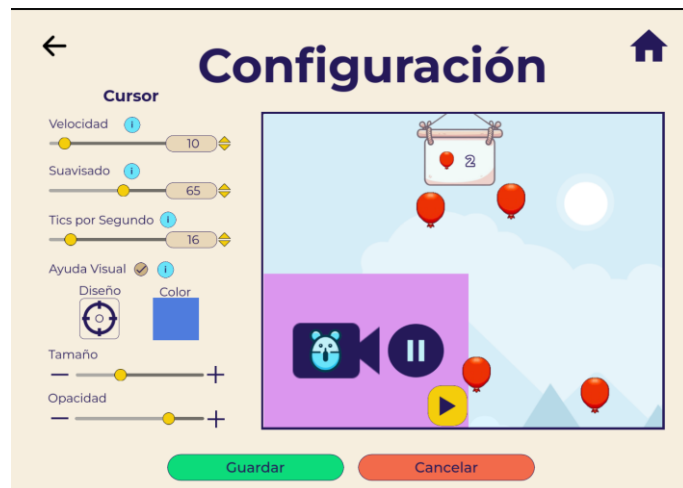 Configuración
Cursor
Velocidad i
10
Suavisado i
65
Tics por Segundo i
16
Ayuda Visual i
Diseño Color
Tamaño
Opacidad
2
Guardar Cancelar